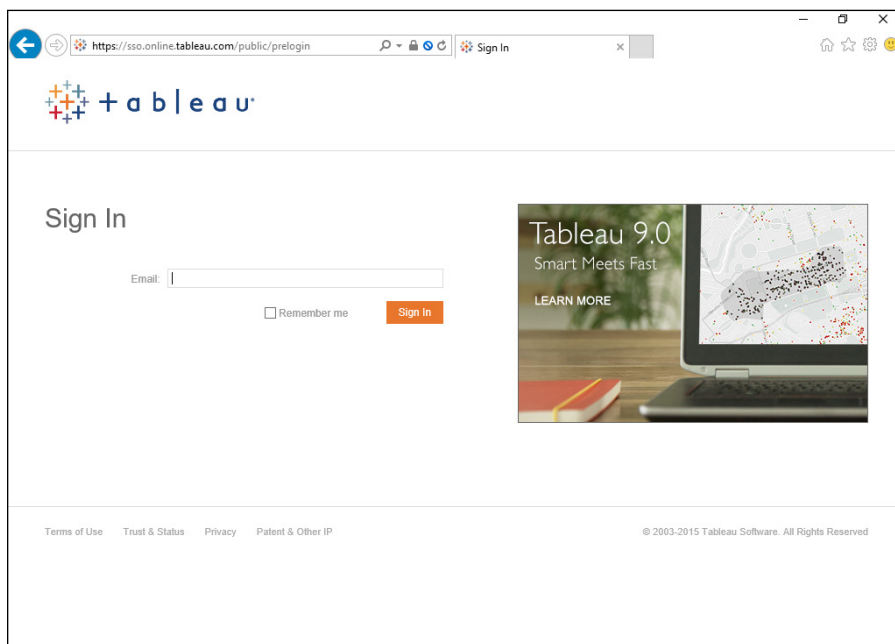 https://sso.online.tableau.com/public/prelogin
Sign In
+ableau
Sign In
Email:
Remember me
Sign In
Tableau 9.0
Smart Meets Fast
LEARN MORE
Terms of Use Trust & Status Privacy Patent & Other IP
© 2003-2015 Tableau Software. All Rights Reserved